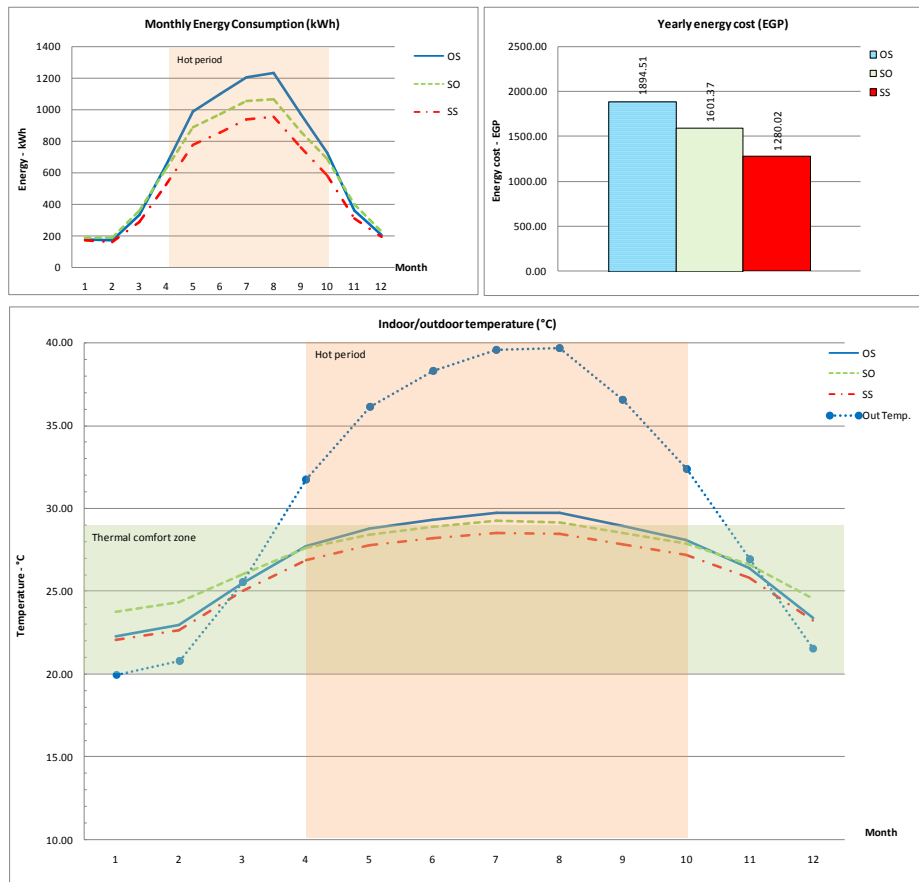 Monthly Energy Consumption (kWh)
1400
1200
1000
800
600
400
200
0
Energy - kWh
Hot period
OS
SO
SS
Month
1 2 3 4 5 6 7 8 9 10 11 12
Yearly energy cost (EGP)
2500.00
2000.00
1500.00
1000.00
500.00
0.00
Energy cost - EGP
1894.51
1601.37
1280.02
OS
SO
SS
Indoor/outdoor temperature (°C)
40.00
35.00
30.00
25.00
20.00
15.00
10.00
Temperature - °C
Hot period
Thermal comfort zone
OS
SO
SS
Out Temp.
Month
1 2 3 4 5 6 7 8 9 10 11 12